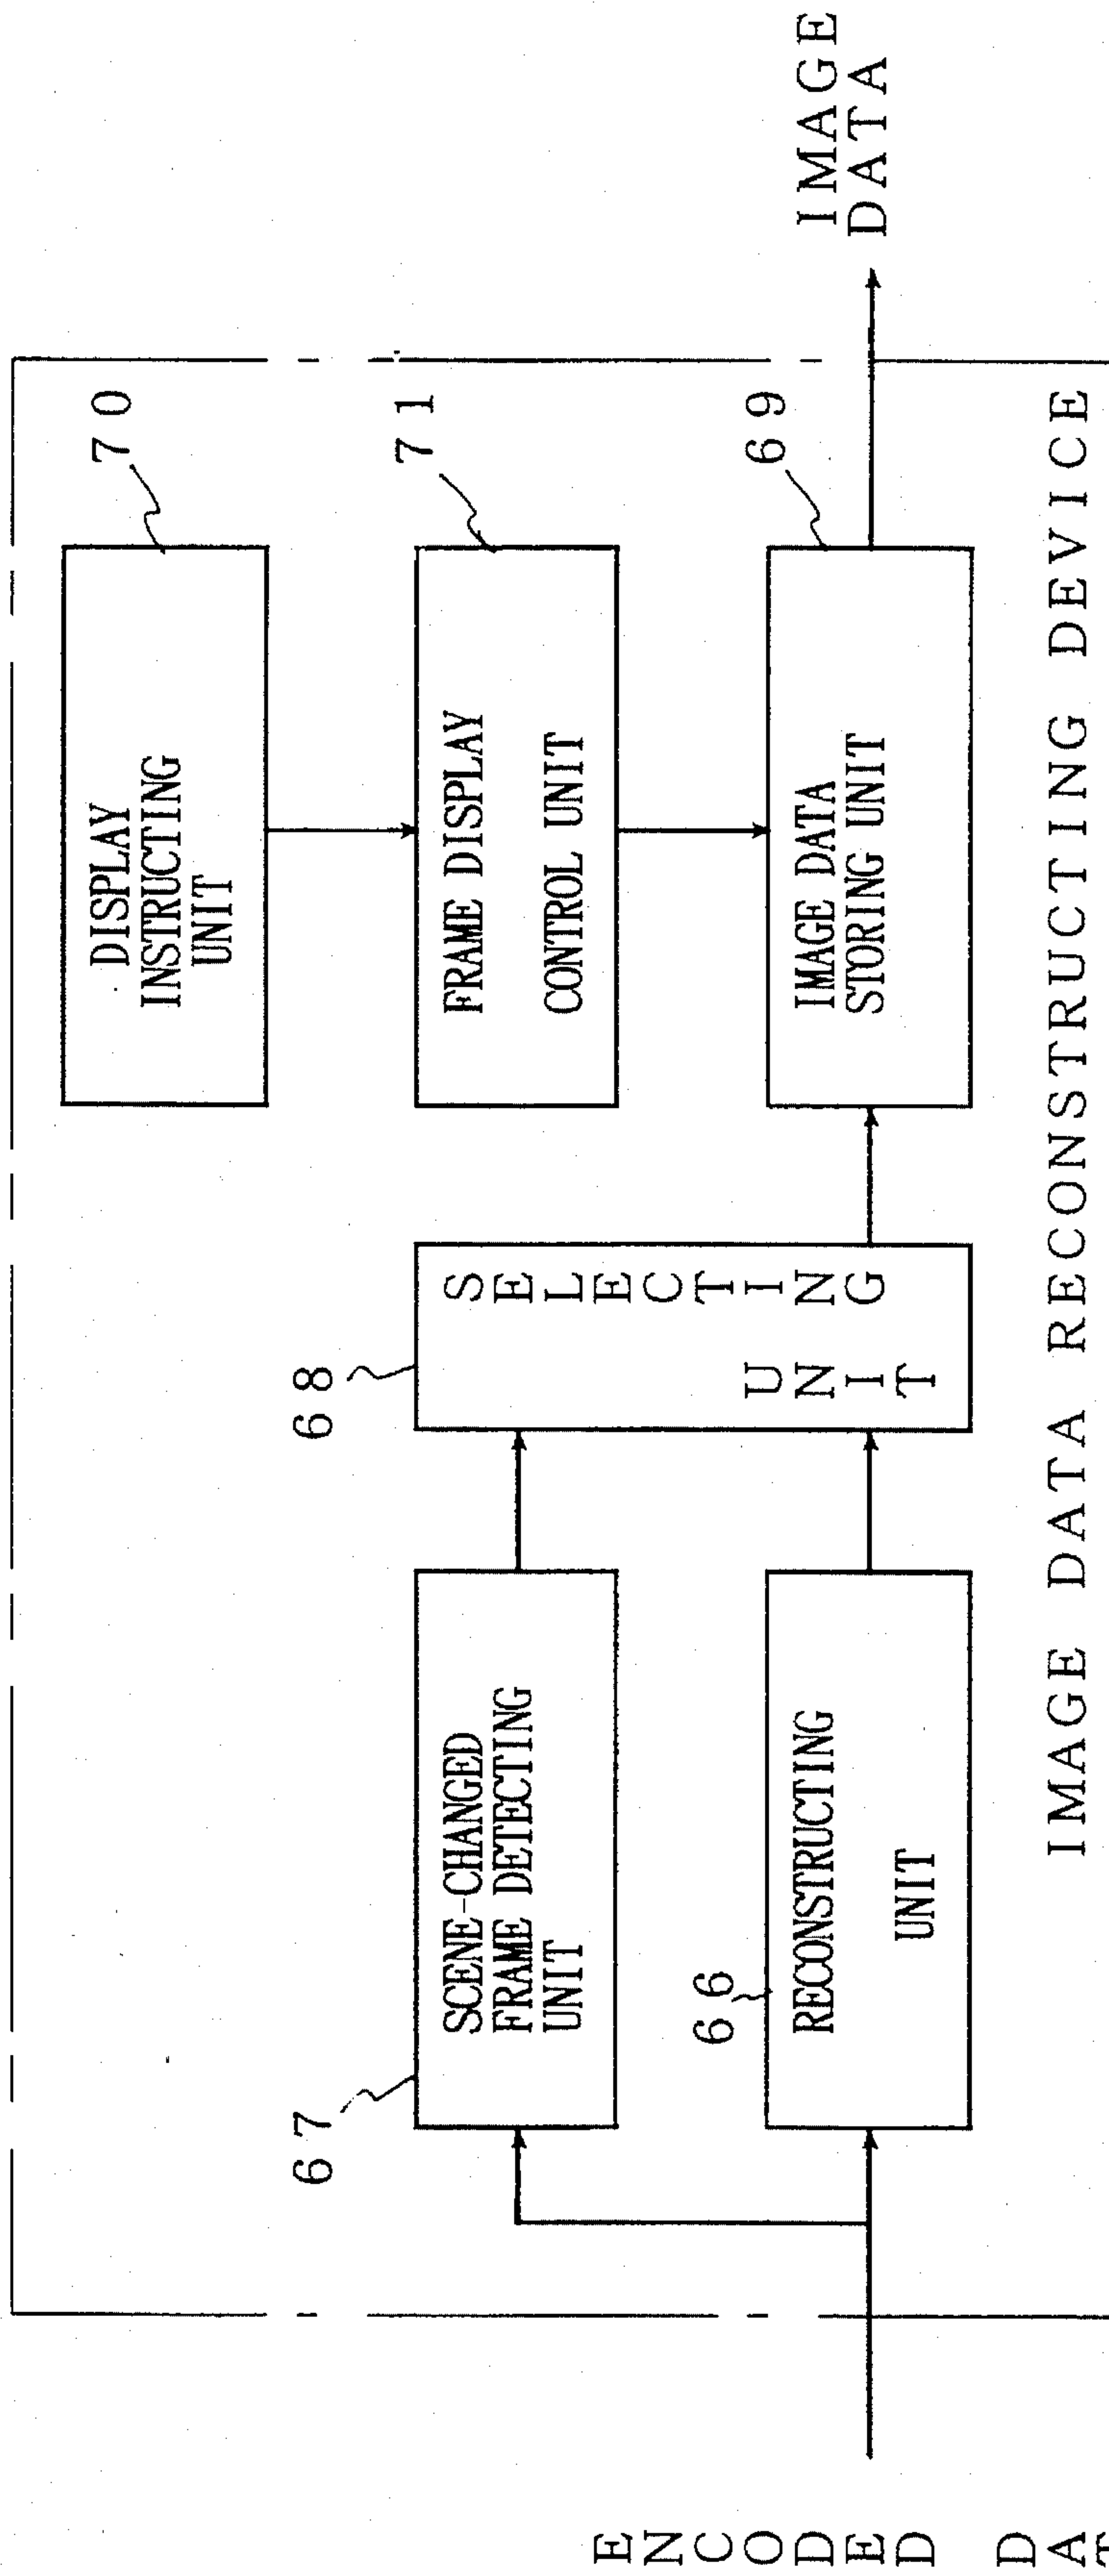 ENCODED DAT
67
SCENE-CHANGED
FRAME DETECTING
UNIT
66
RECONSTRUCTING
UNIT
68
SELECTING
UNIT
70
DISPLAY
INSTRUCTING
UNIT
71
FRAME DISPLAY
CONTROL UNIT
69
IMAGE DATA
STORING UNIT
IMAGE
DATA
IMAGE DATA RECONSTRUCTING DEVICE